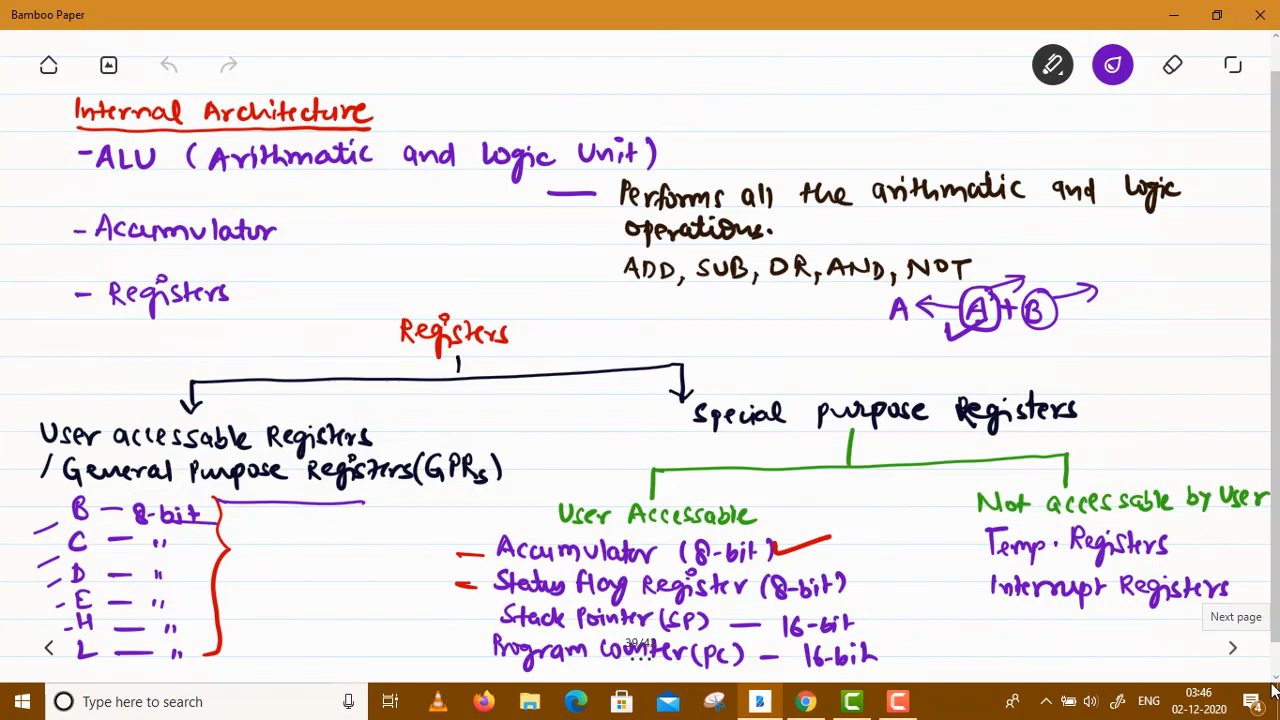 Bamboo Paper
Internal Architecture
- ALU (Arithmatic and Logic Unit)
— Performs all the arithmatic and logic
operations.
- Accumulator
ADD, SUB, OR, AND, NOT
- Registers
A ← A + B
Registers
User accessable Registers
/ General Purpose Registers (GPRs)
Special purpose Registers
B — 8-bit
C — "
D — "
E — "
H — "
L — "
User Accessable
Accumulator (8-bit)
Status flag Register (8-bit)
Stack Pointer (SP) — 16-bit
Program Counter (PC) — 16-bit
Not accessable by User
Temp. Registers
Interrupt Registers
Next page
Type here to search
03:46
02-12-2020
4